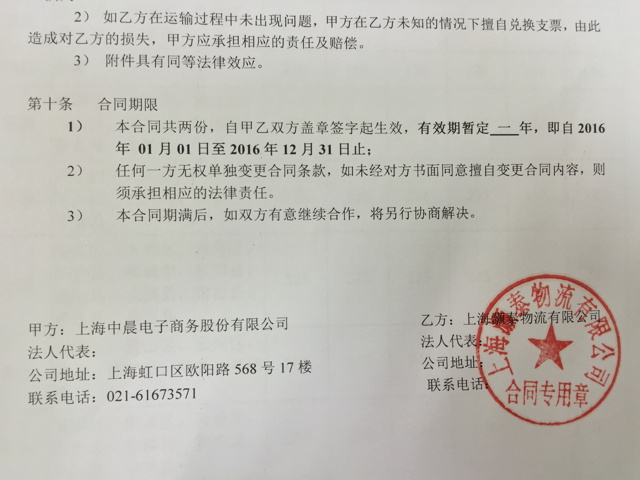 2） 如乙方在运输过程中未出现问题，甲方在乙方未知的情况下擅自兑换支票，由此
造成对乙方的损失，甲方应承担相应的责任及赔偿。
3） 附件具有同等法律效应。
第十条 合同期限
1） 本合同共两份，自甲乙双方盖章签字起生效，有效期暂定 一 年，即自2016
年 01 月 01 日至 2016 年 12 月 31 日止；
2） 任何一方无权单独变更合同条款，如未经对方书面同意擅自变更合同内容，则
须承担相应的法律责任。
3） 本合同期满后，如双方有意继续合作，将另行协商解决。
甲方：上海中晨电子商务股份有限公司
法人代表：
公司地址：上海虹口区欧阳路 568 号 17 楼
联系电话：021-61673571
乙方：上海 泰物流有限公司
法人代表：
公司地址：
联系电话：
上海 泰物流有限公司
合同专用章